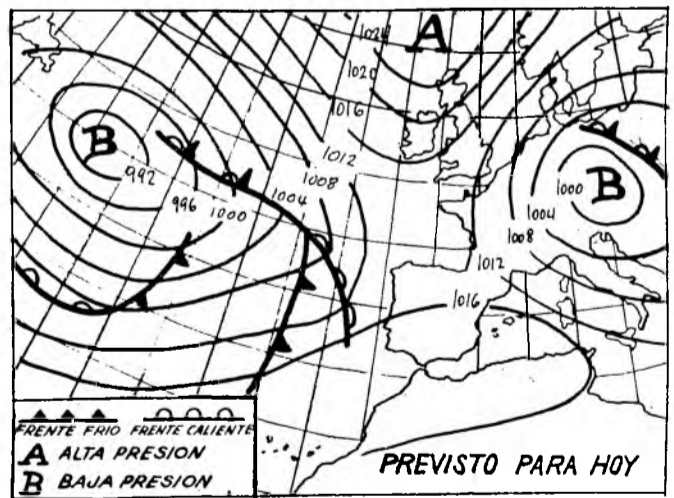 A
1024
1020
1016
1012
1008
1004
1000
996
992
B
B
1000
1004
1008
1012
1016
FRENTE FRIO FRENTE CALIENTE
A ALTA PRESION
B BAJA PRESION
PREVISTO PARA HOY